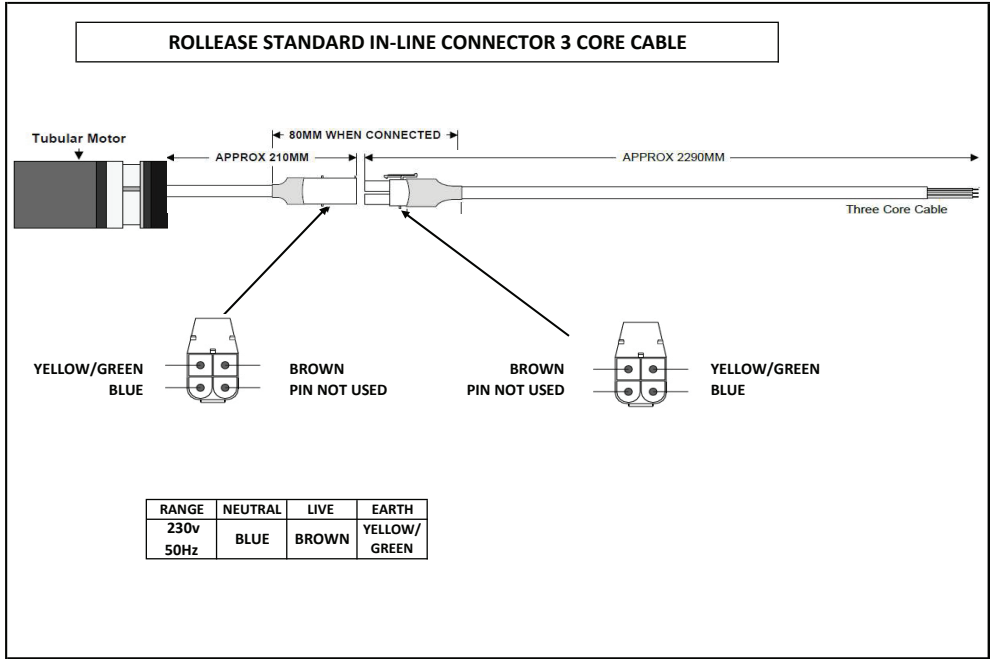 ROLLEASE STANDARD IN-LINE CONNECTOR 3 CORE CABLE
80MM WHEN CONNECTED
Tubular Motor
APPROX 210MM
APPROX 2290MM
Three Core Cable
YELLOW/GREEN
BROWN
BLUE
PIN NOT USED
BROWN
YELLOW/GREEN
PIN NOT USED
BLUE
RANGE NEUTRAL LIVE EARTH
230v
50Hz
BLUE
BROWN
YELLOW/
GREEN